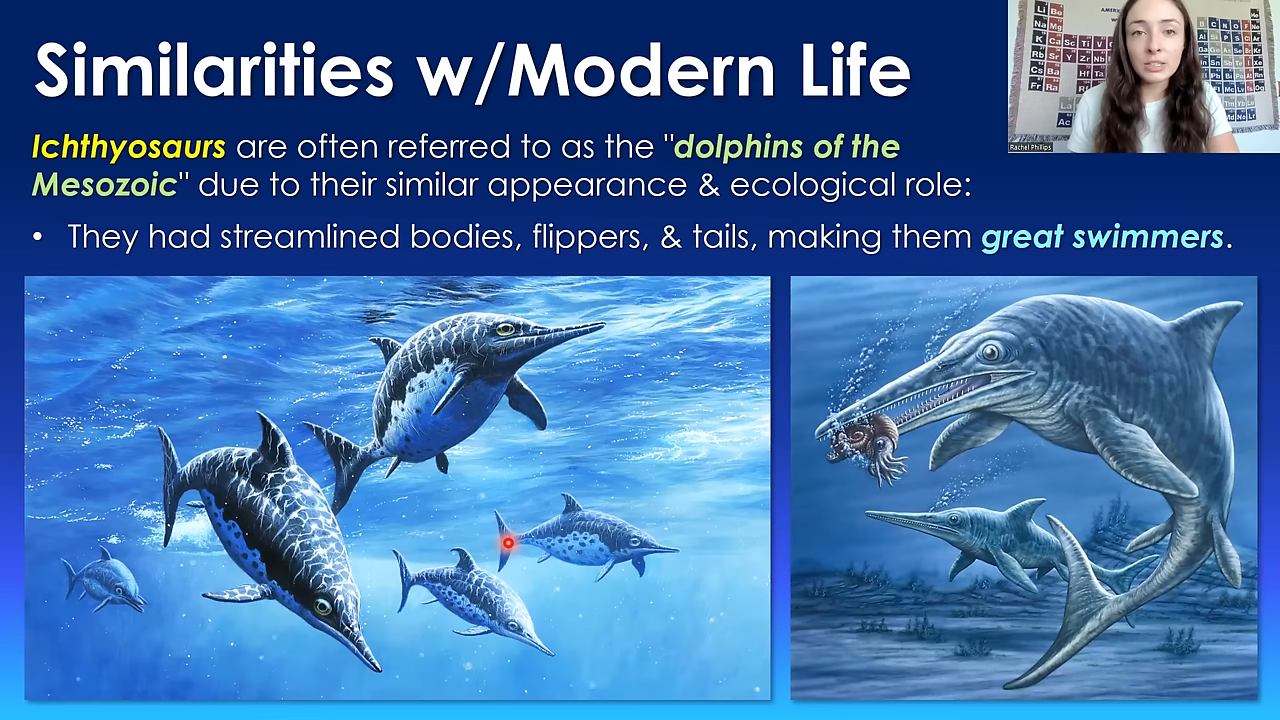 Similarities w/Modern Life
Ichthyosaurs are often referred to as the "dolphins of the
Mesozoic" due to their similar appearance & ecological role:
• They had streamlined bodies, flippers, & tails, making them great swimmers.
Rachel Phillips